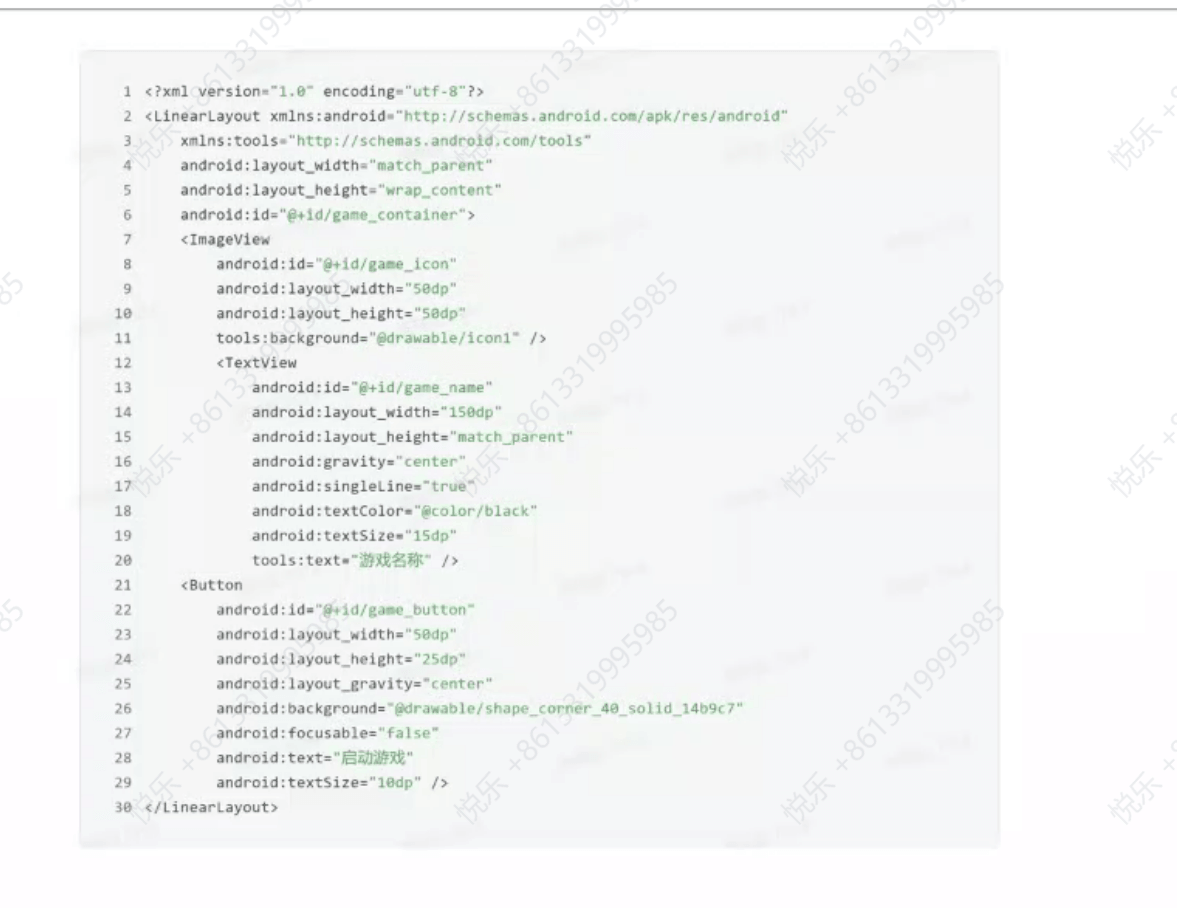 1 <?xml version="1.0" encoding="utf-8"?>
2 <LinearLayout xmlns:android="http://schemas.android.com/apk/res/android"
3     xmlns:tools="http://schemas.android.com/tools"
4     android:layout_width="match_parent"
5     android:layout_height="wrap_content"
6     android:id="@+id/game_container">
7     <ImageView
8         android:id="@+id/game_icon"
9         android:layout_width="50dp"
10         android:layout_height="50dp"
11         tools:background="@drawable/icon1" />
12         <TextView
13             android:id="@+id/game_name"
14             android:layout_width="150dp"
15             android:layout_height="match_parent"
16             android:gravity="center"
17             android:singleLine="true"
18             android:textColor="@color/black"
19             android:textSize="15dp"
20             tools:text="游戏名称" />
21     <Button
22         android:id="@+id/game_button"
23         android:layout_width="50dp"
24         android:layout_height="25dp"
25         android:layout_gravity="center"
26         android:background="@drawable/shape_corner_40_solid_14b9c7"
27         android:focusable="false"
28         android:text="启动游戏"
29         android:textSize="10dp" />
30 </LinearLayout>
悦乐 +8613319995985